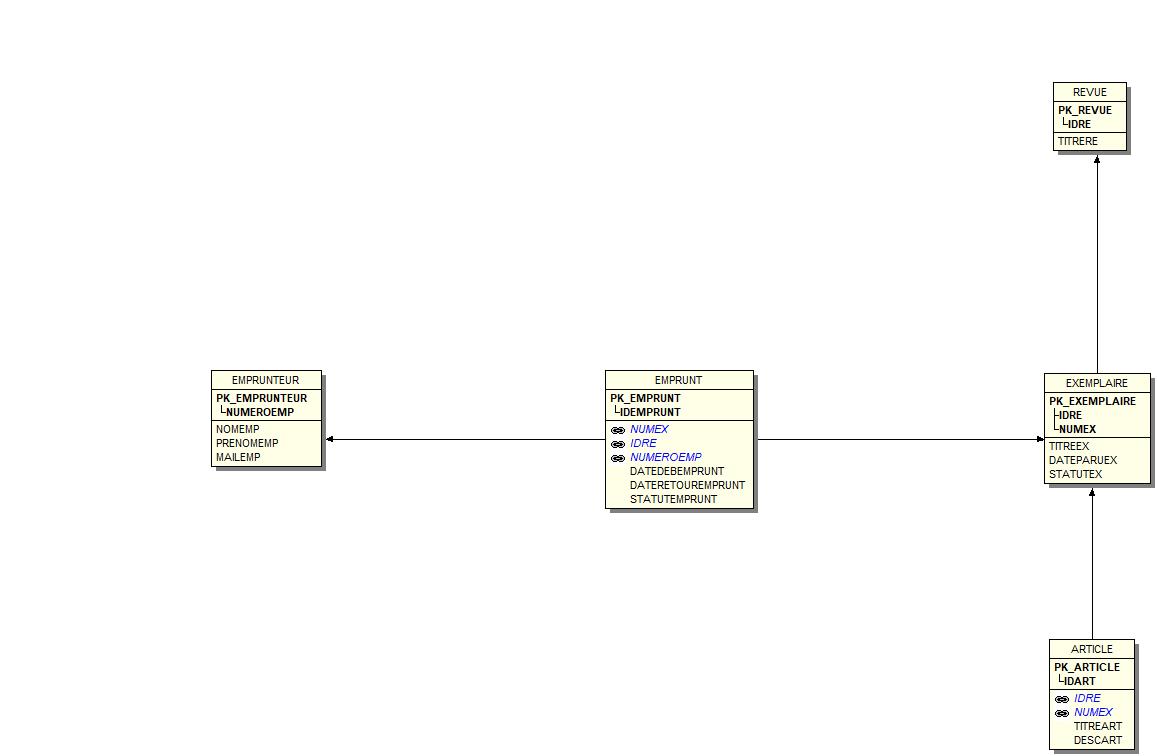 REVUE
PK_REVUE
IDRE
TITRERE
EMPRUNTEUR
PK_EMPRUNTEUR
NUMEROEMP
NOMEMP
PRENOMEMP
MAILEMP
EMPRUNT
PK_EMPRUNT
IDEMPRUNT
NUMEX
IDRE
NUMEROEMP
DATEDEBEMPRUNT
DATERETOUREMPRUNT
STATUTEMPRUNT
EXEMPLAIRE
PK_EXEMPLAIRE
IDRE
NUMEX
TITREEX
DATEPARUEX
STATUTEX
ARTICLE
PK_ARTICLE
IDART
IDRE
NUMEX
TITREART
DESCART